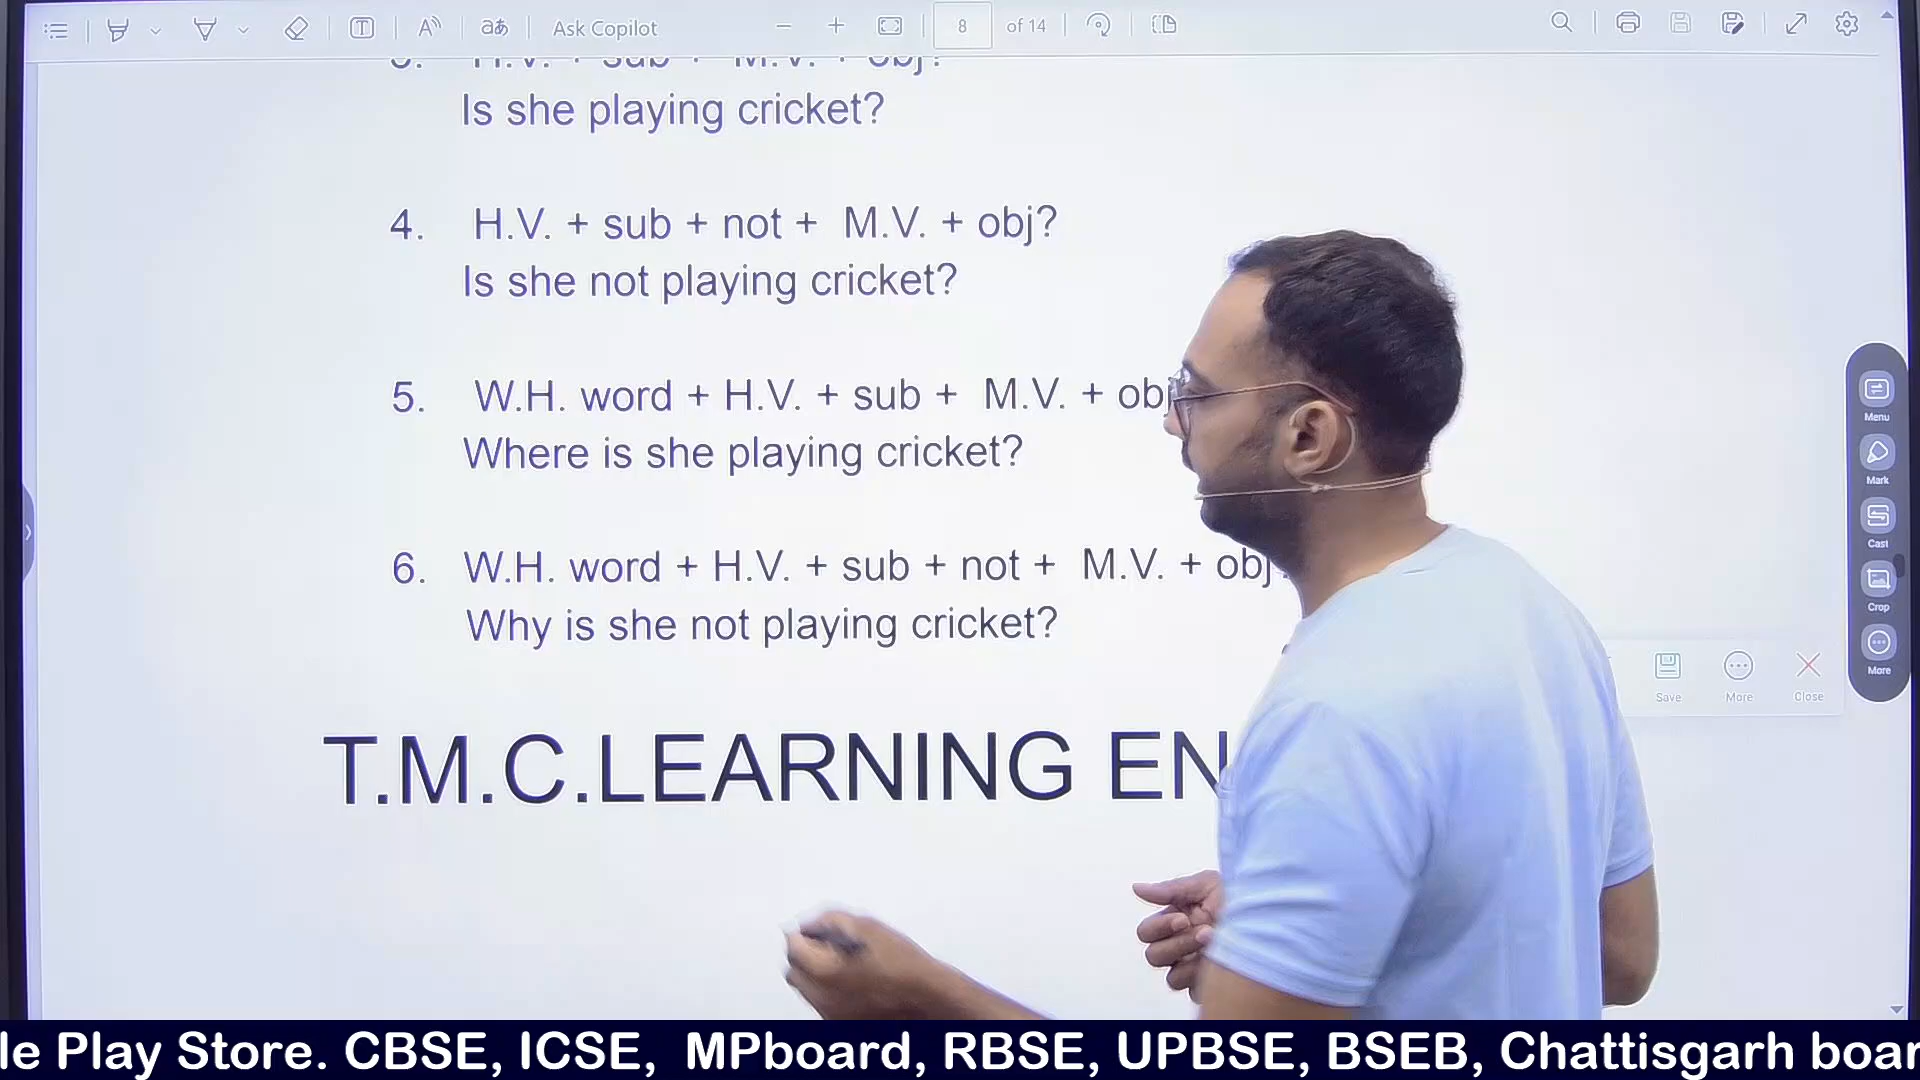 Ask Copilot
8 of 14
3. H.V. + sub + M.V. + obj?
Is she playing cricket?
4. H.V. + sub + not + M.V. + obj?
Is she not playing cricket?
5. W.H. word + H.V. + sub + M.V. + obj
Where is she playing cricket?
6. W.H. word + H.V. + sub + not + M.V. + obj
Why is she not playing cricket?
T.M.C.LEARNING EN
Menu
Mark
Cast
Crop
More
Save
More
Close
le Play Store. CBSE, ICSE, MPboard, RBSE, UPBSE, BSEB, Chattisgarh boar